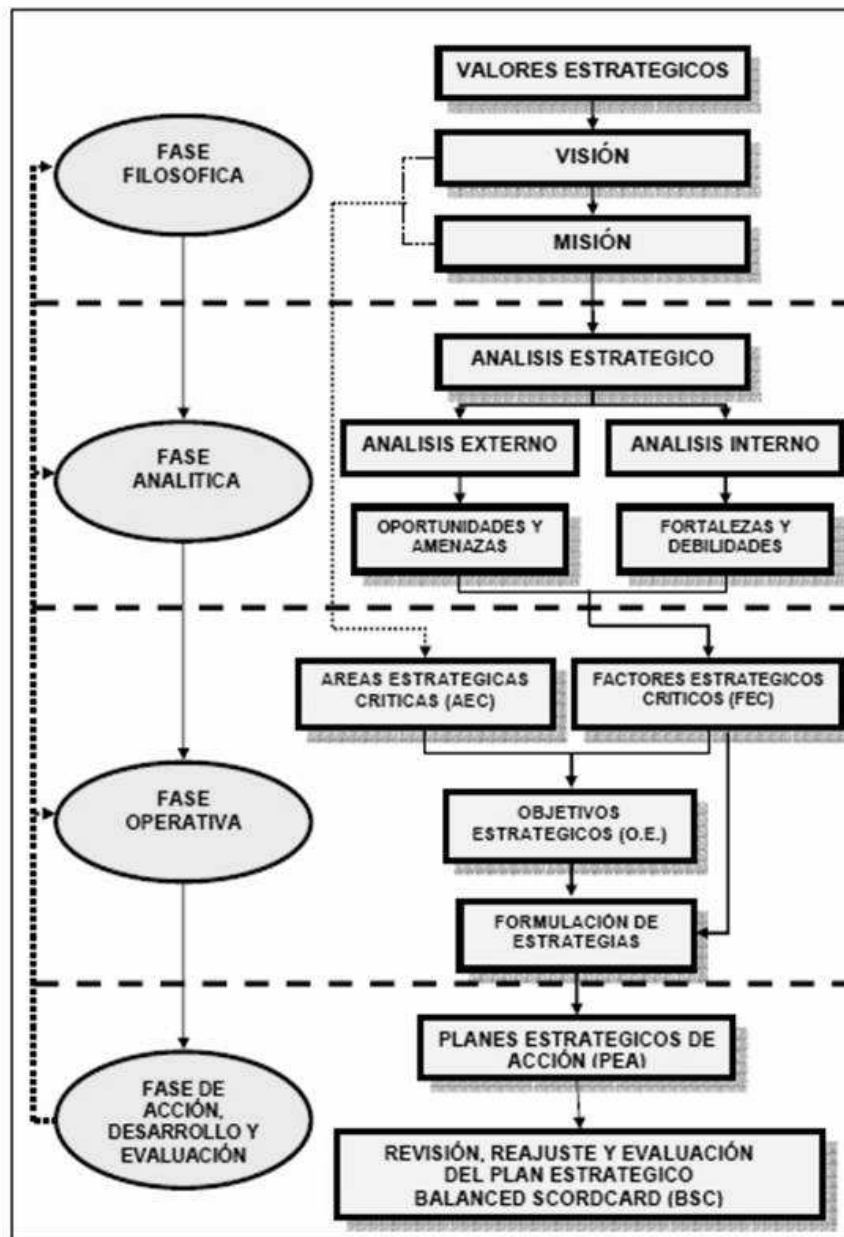 VALORES ESTRATEGICOS
FASE
FILOSOFICA
VISIÓN
MISIÓN
ANALISIS ESTRATEGICO
FASE
ANALITICA
ANALISIS EXTERNO
ANALISIS INTERNO
OPORTUNIDADES Y
AMENAZAS
FORTALEZAS Y
DEBILIDADES
AREAS ESTRATEGICAS
CRITICAS (AEC)
FACTORES ESTRATEGICOS
CRITICOS (FEC)
FASE
OPERATIVA
OBJETIVOS
ESTRATEGICOS (O.E.)
FORMULACIÓN DE
ESTRATEGIAS
FASE DE
ACCIÓN,
DESARROLLO Y
EVALUACIÓN
PLANES ESTRATEGICOS DE
ACCIÓN (PEA)
REVISIÓN, REAJUSTE Y EVALUACIÓN
DEL PLAN ESTRATEGICO
BALANCED SCORDCARD (BSC)